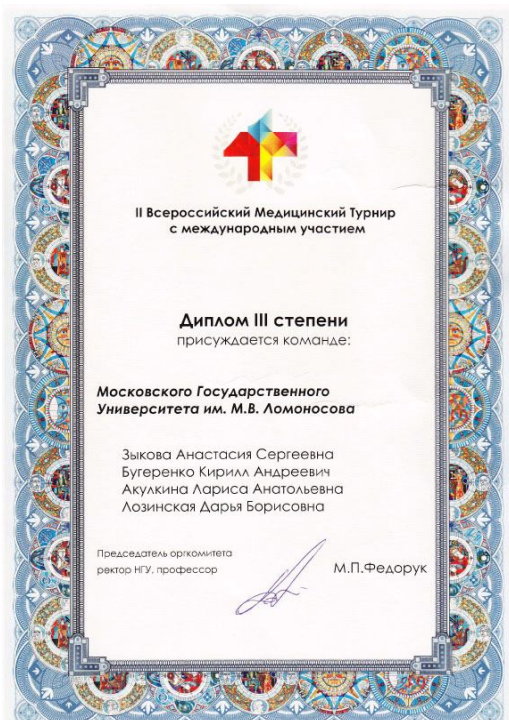 II Всероссийский Медицинский Турнир
с международным участием
Диплом III степени
присуждается команде:
Московского Государственного
Университета им. М.В. Ломоносова
Зыкова Анастасия Сергеевна
Бугеренко Кирилл Андреевич
Акулкина Лариса Анатольевна
Лозинская Дарья Борисовна
Председатель оргкомитета
ректор НГУ, профессор
М.П.Федорук